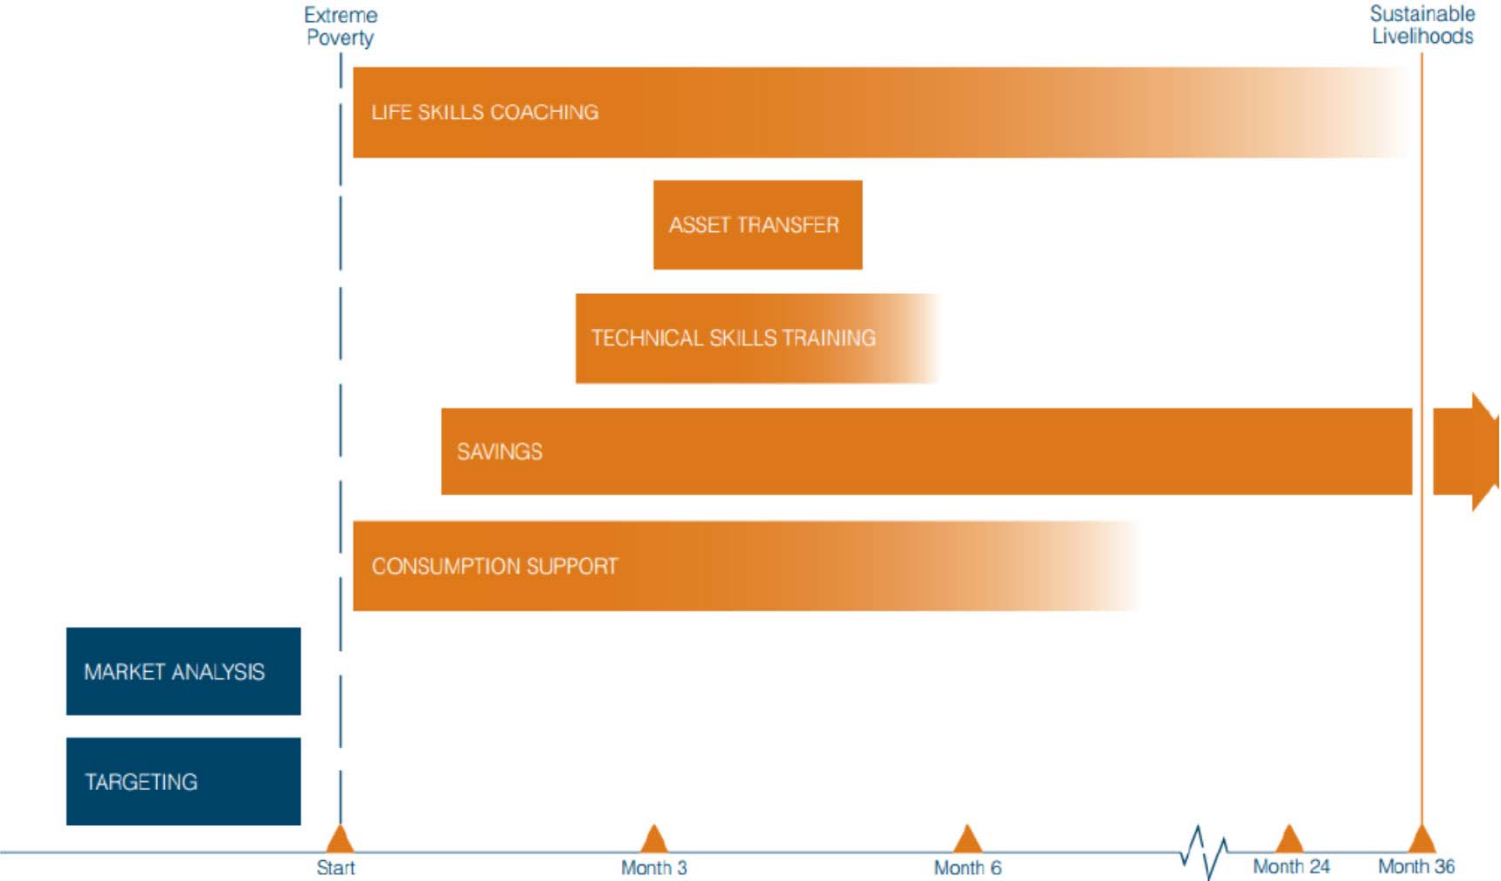 Extreme
Poverty
Sustainable
Livelihoods
LIFE SKILLS COACHING
ASSET TRANSFER
TECHNICAL SKILLS TRAINING
SAVINGS
CONSUMPTION SUPPORT
MARKET ANALYSIS
TARGETING
Start
Month 3
Month 6
Month 24
Month 36